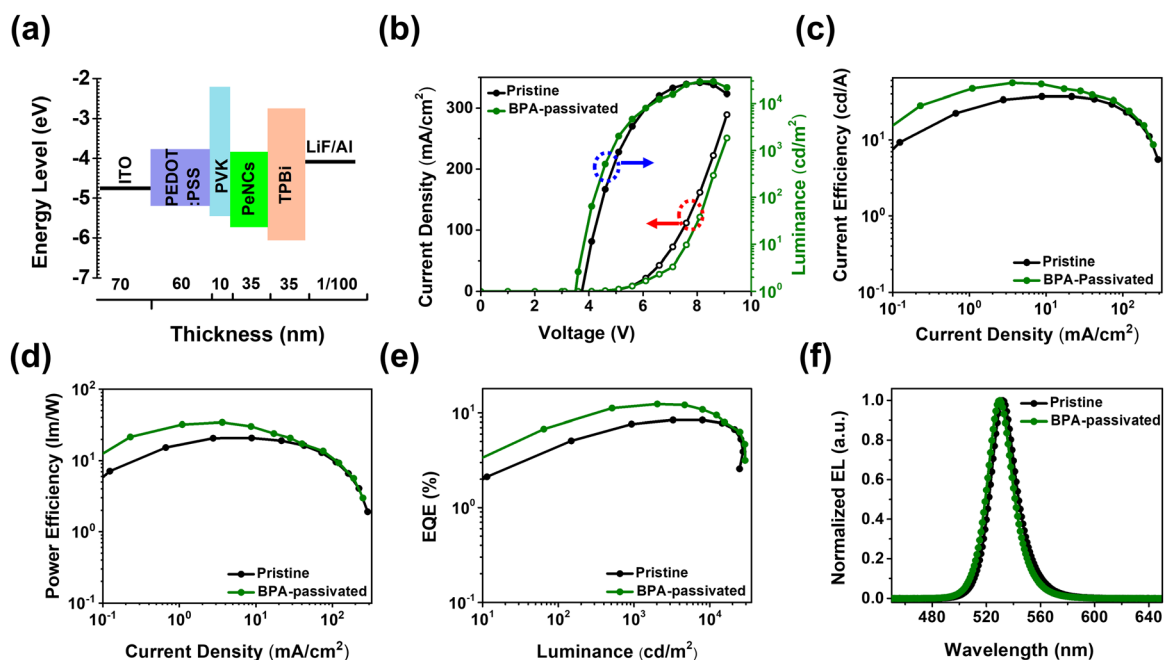 (a)
Energy Level (eV)
-2
-3
-4
-5
-6
-7
ITO
PEDOT
:PSS
PVK
PeNCs
TPBi
LiF/Al
70
60
10
35
35
1//100
Thickness (nm)
(b)
Current Density (mA/cm²)
300
200
100
0
Pristine
BPA-passivated
10⁴
10³
10²
10¹
10⁰
Luminance (cd/m²)
0 1 2 3 4 5 6 7 8 9 10
Voltage (V)
(c)
Current Efficiency (cd/A)
10¹
10⁰
10⁻¹
Pristine
BPA-Passivated
10⁻¹ 10⁰ 10¹ 10²
Current Density (mA/cm²)
(d)
Power Efficiency (lm/W)
10²
10¹
10⁰
10⁻¹
Pristine
BPA-passivated
10⁻¹ 10⁰ 10¹ 10²
Current Density (mA/cm²)
(e)
EQE (%)
10¹
10⁰
10⁻¹
Pristine
BPA-passivated
10¹ 10² 10³ 10⁴
Luminance (cd/m²)
(f)
Normalized EL (a.u.)
1.0
0.8
0.6
0.4
0.2
0.0
Pristine
BPA-passivated
480 520 560 600 640
Wavelength (nm)